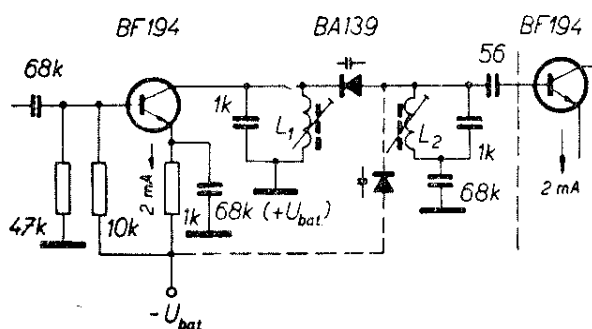 BF194
BA139
BF194
68k
56
1k
L1
L2
1k
2 mA
2 mA
47k
10k
1k
68k (+Ubat.)
68k
-Ubat